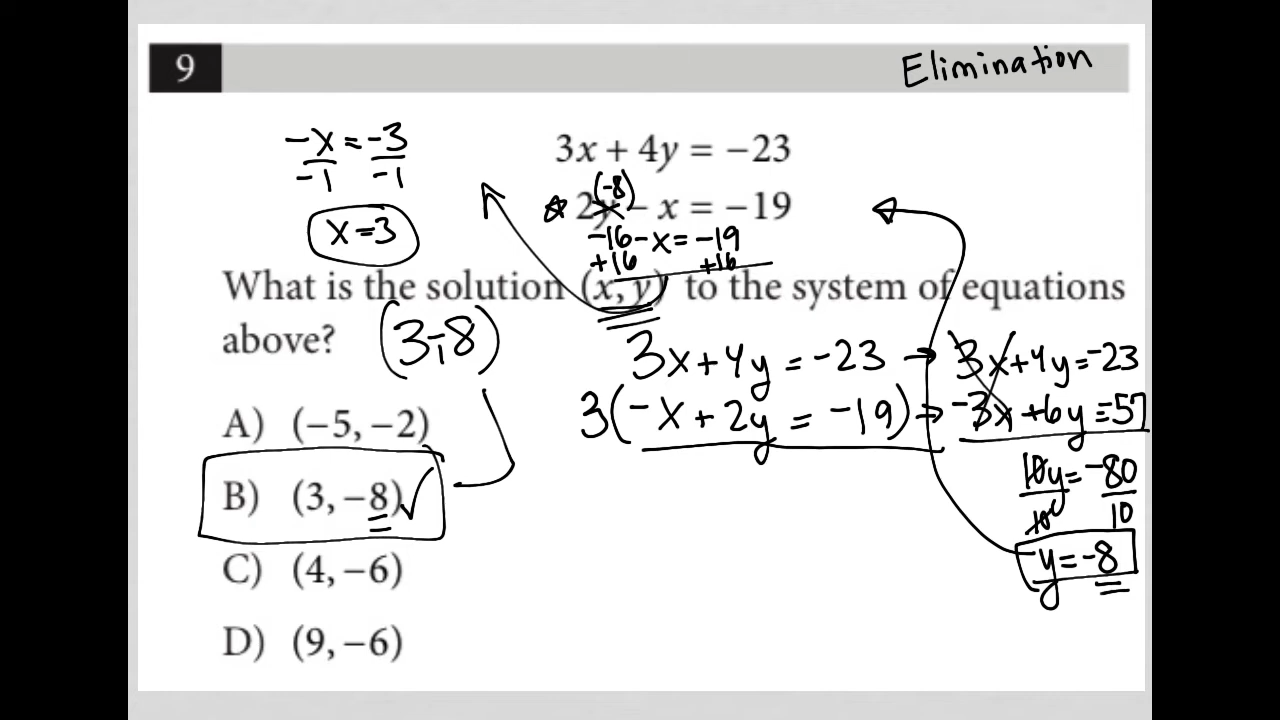 9
Elimination
-x = -3
-1 -1
x = 3
3x + 4y = −23
(-8)
☆ 2y − x = −19
-16 - x = -19
+16 +16
What is the solution (x, y) to the system of equations
above?
(3,-8)
3x + 4y = -23 → 3x + 4y = -23
3(-x + 2y = -19) → -3x + 6y = 57
10y = -80
10 10
y = -8
A) (−5, −2)
B) (3, −8) ✓
C) (4, −6)
D) (9, −6)